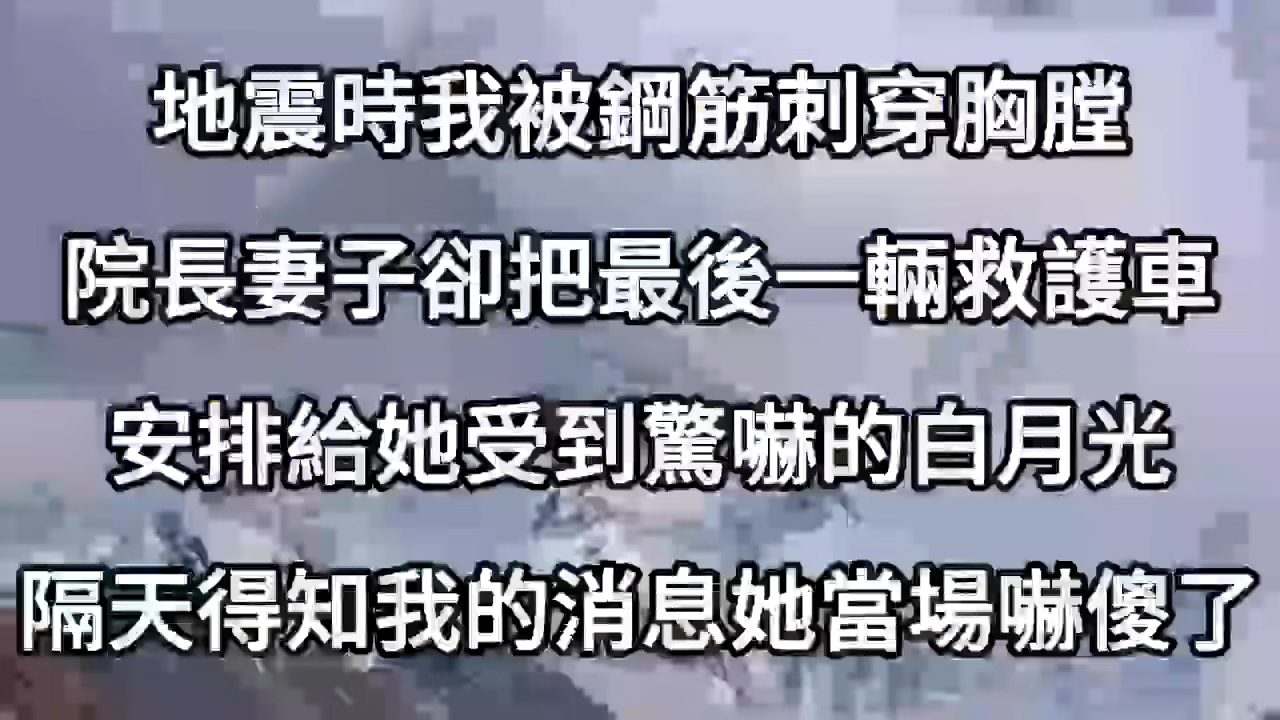 地震時我被鋼筋刺穿胸膛
院長妻子卻把最後一輛救護車
安排給她受到驚嚇的白月光
隔天得知我的消息她當場嚇傻了